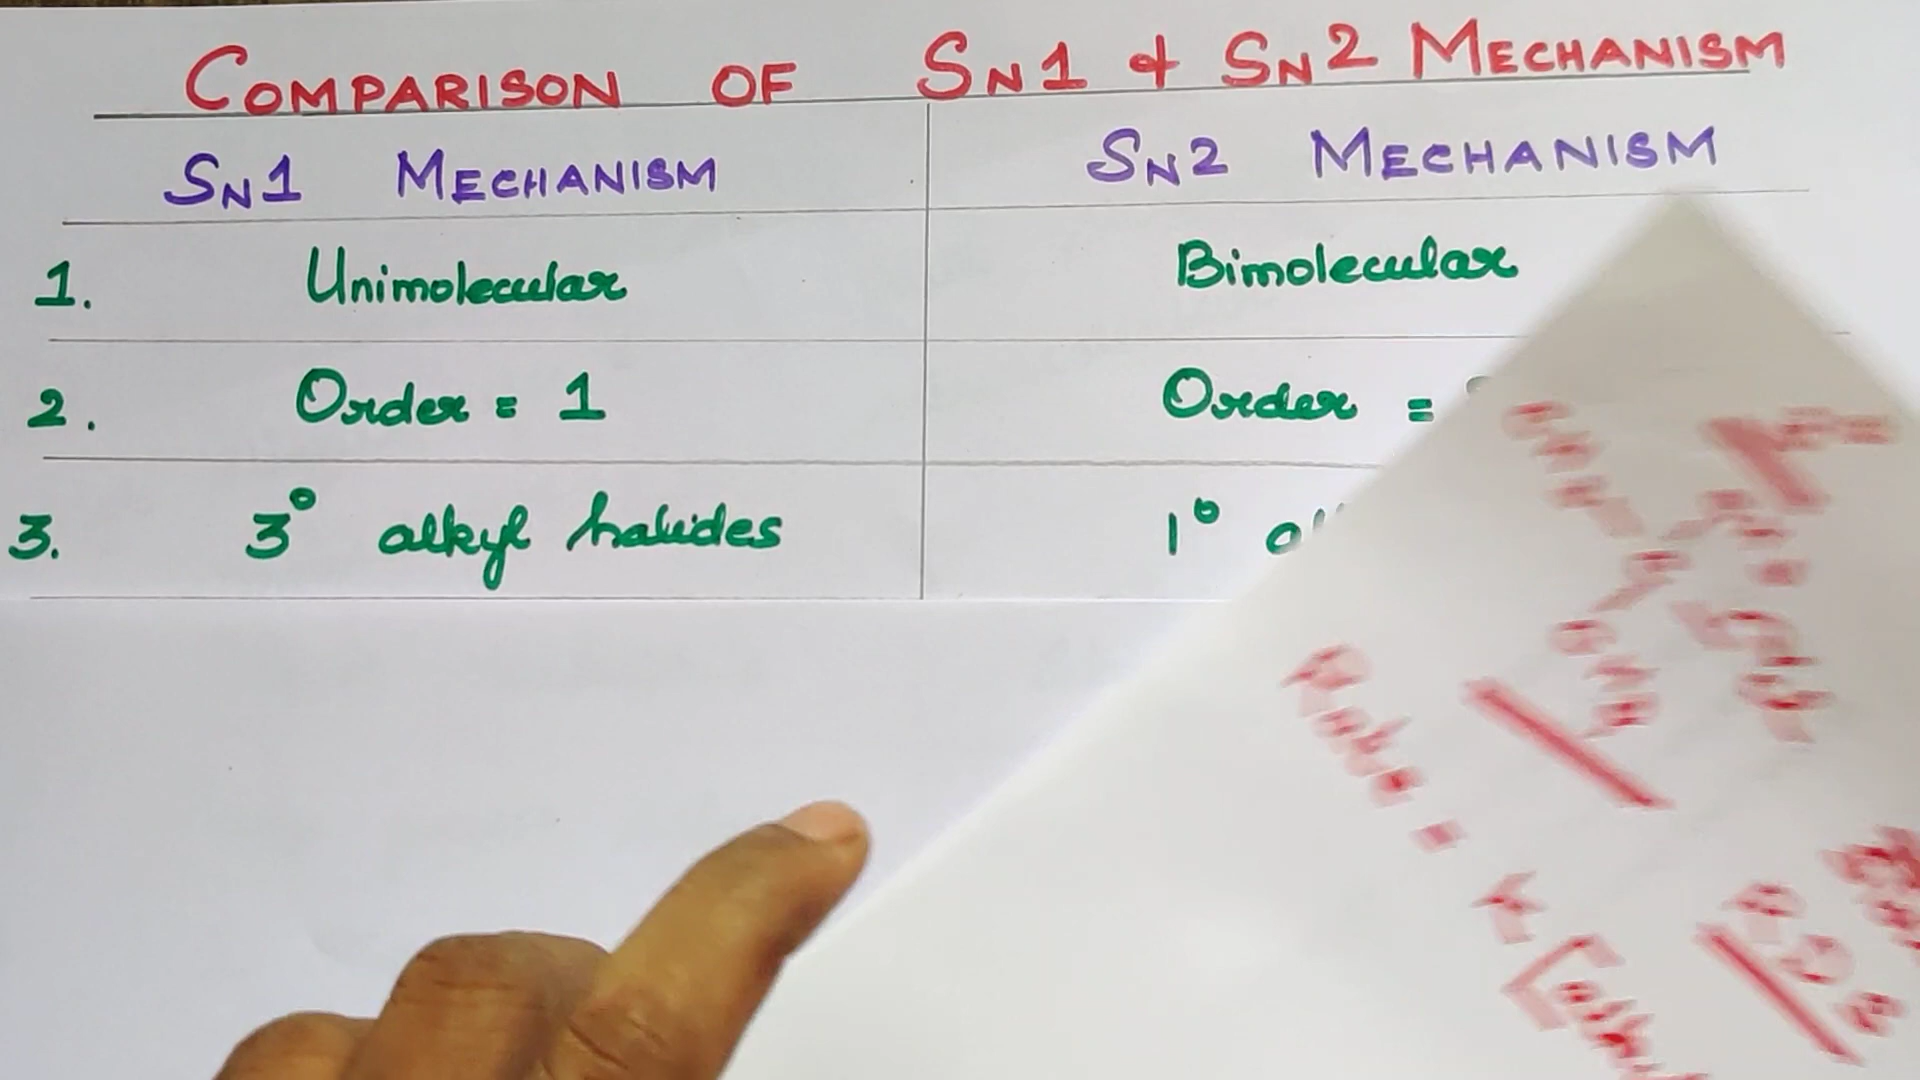 COMPARISON OF SN1 & SN2 MECHANISM
SN1 MECHANISM SN2 MECHANISM
1. Unimolecular Bimolecular
2. Order = 1 Order =
3. 3° alkyl halides 1°
Rate = K